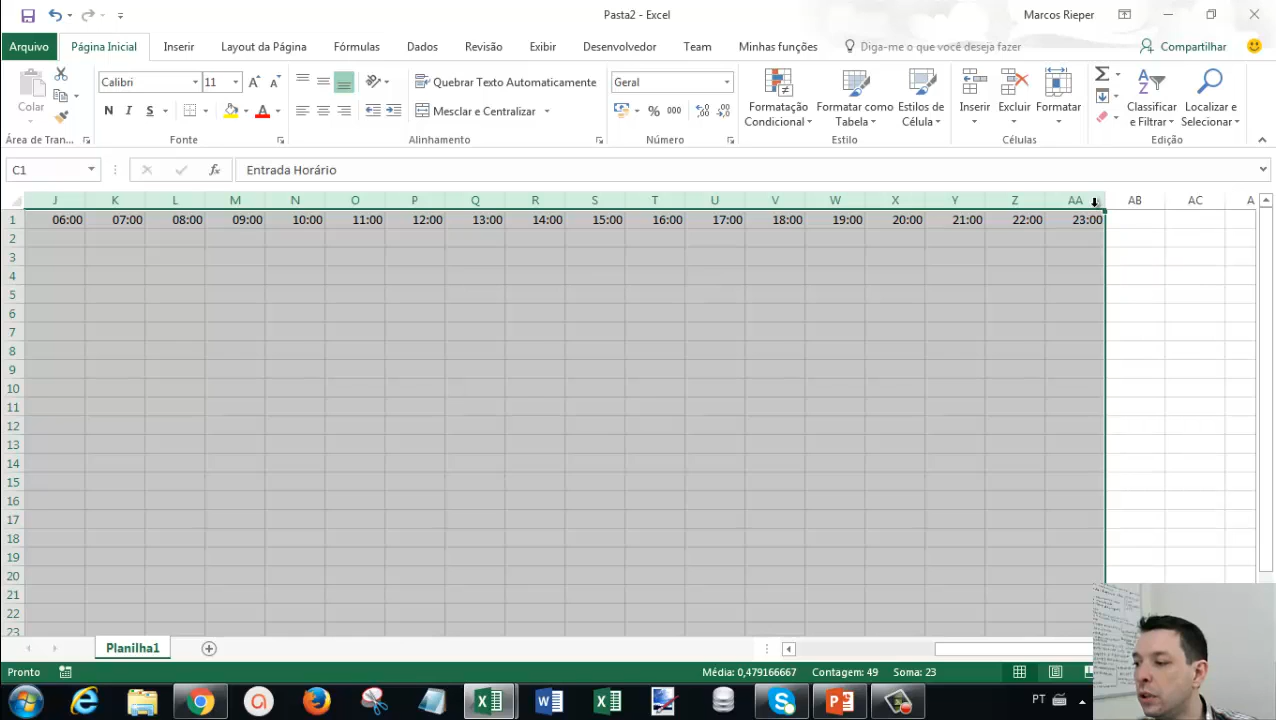 Pasta2 - Excel
Marcos Rieper
Arquivo Página Inicial Inserir Layout da Página Fórmulas Dados Revisão Exibir Desenvolvedor Team Minhas funções Diga-me o que você deseja fazer Compartilhar
Colar
Calibri 11
Quebrar Texto Automaticamente
Geral
N I S
Mesclar e Centralizar
% 000
Formatação Condicional
Formatar como Tabela
Estilos de Célula
Inserir
Excluir
Formatar
Classificar e Filtrar
Localizar e Selecionar
Área de Tran... Fonte Alinhamento Número Estilo Células Edição
C1 fx Entrada Horário
J K L M N O P Q R S T U V W X Y Z AA AB AC A
1 06:00 07:00 08:00 09:00 10:00 11:00 12:00 13:00 14:00 15:00 16:00 17:00 18:00 19:00 20:00 21:00 22:00 23:00
2
3
4
5
6
7
8
9
10
11
12
13
14
15
16
17
18
19
20
21
22
23
Planilha1
Pronto Média: 0,479166667 Contagem: 49 Soma: 23
PT